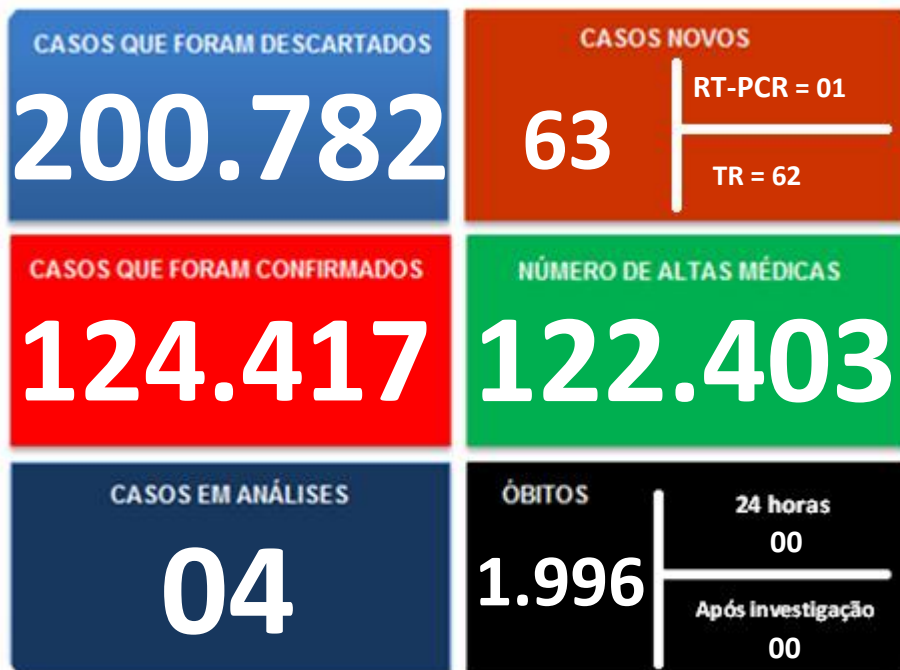 CASOS QUE FORAM DESCARTADOS
200.782
CASOS NOVOS
63
RT-PCR = 01
TR = 62
CASOS QUE FORAM CONFIRMADOS
124.417
NÚMERO DE ALTAS MÉDICAS
122.403
CASOS EM ANÁLISES
04
ÓBITOS
1.996
24 horas
00
Após investigação
00